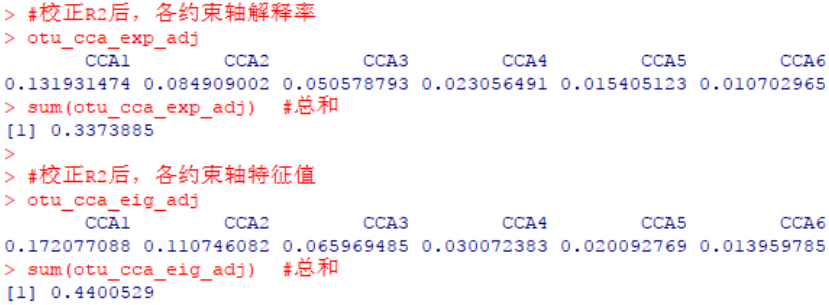 > #校正R2后，各约束轴解释率
> otu_cca_exp_adj
CCA1 CCA2 CCA3 CCA4 CCA5 CCA6
0.131931474 0.084909002 0.050578793 0.023056491 0.015405123 0.010702965
> sum(otu_cca_exp_adj) #总和
[1] 0.3373885
>
> #校正R2后，各约束轴特征值
> otu_cca_eig_adj
CCA1 CCA2 CCA3 CCA4 CCA5 CCA6
0.172077088 0.110746082 0.065969485 0.030072383 0.020092769 0.013959785
> sum(otu_cca_eig_adj) #总和
[1] 0.4400529